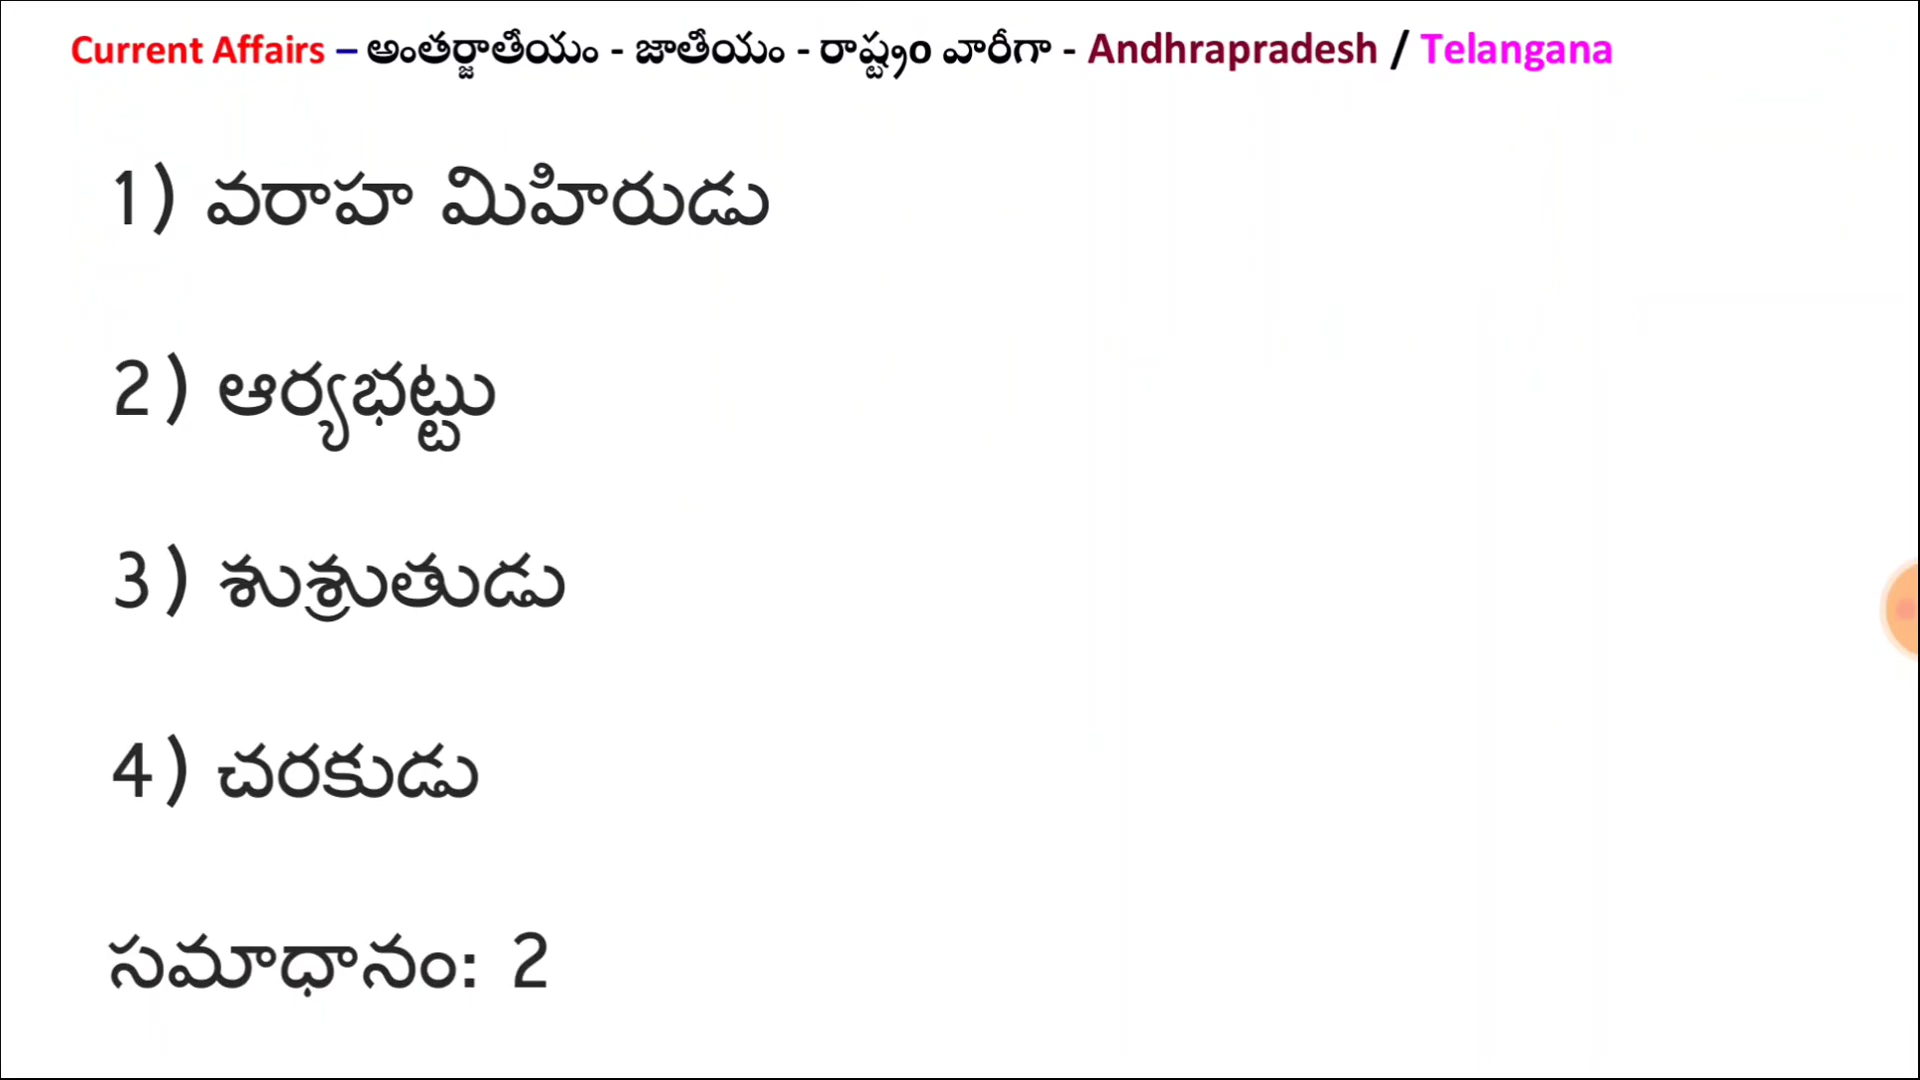 Current Affairs – అంతర్జాతీయం - జాతీయం - రాష్ట్రం వారీగా - Andhrapradesh / Telangana
1) వరాహ మిహిరుడు
2) ఆర్యభట్టు
3) శుశ్రుతుడు
4) చరకుడు
సమాధానం: 2